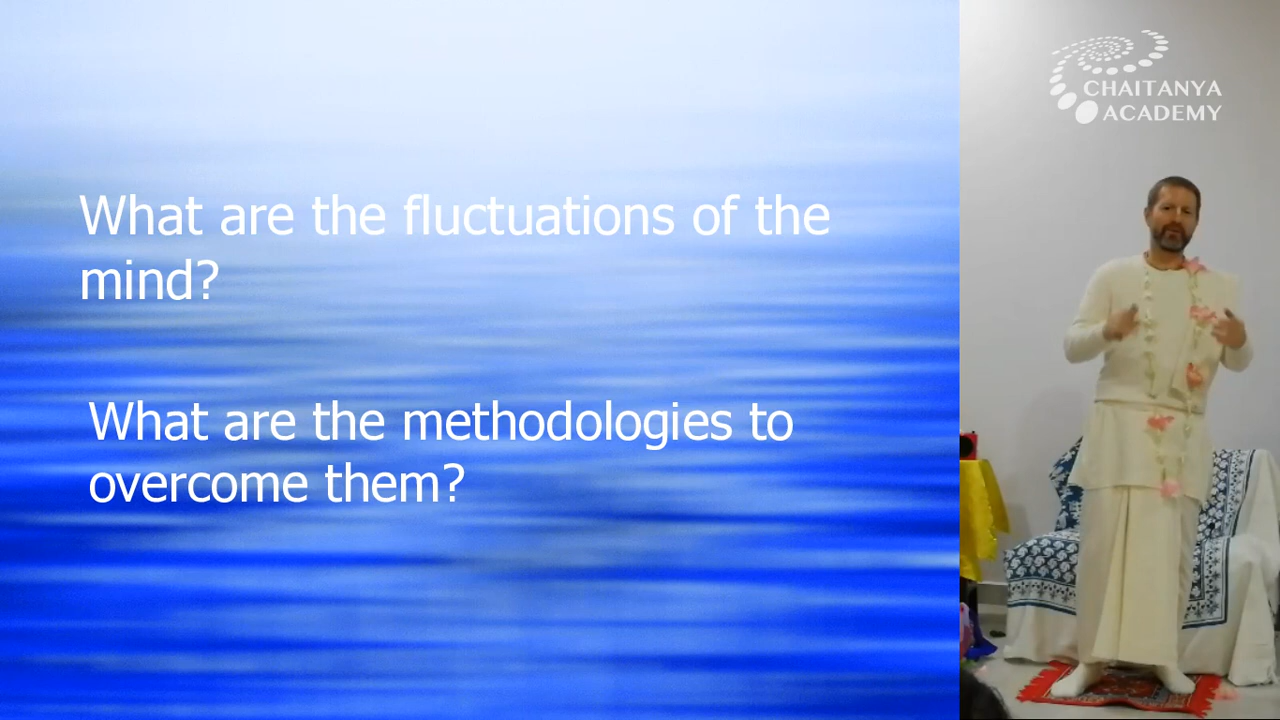 What are the fluctuations of the
mind?
What are the methodologies to
overcome them?
CHAITANYA
ACADEMY